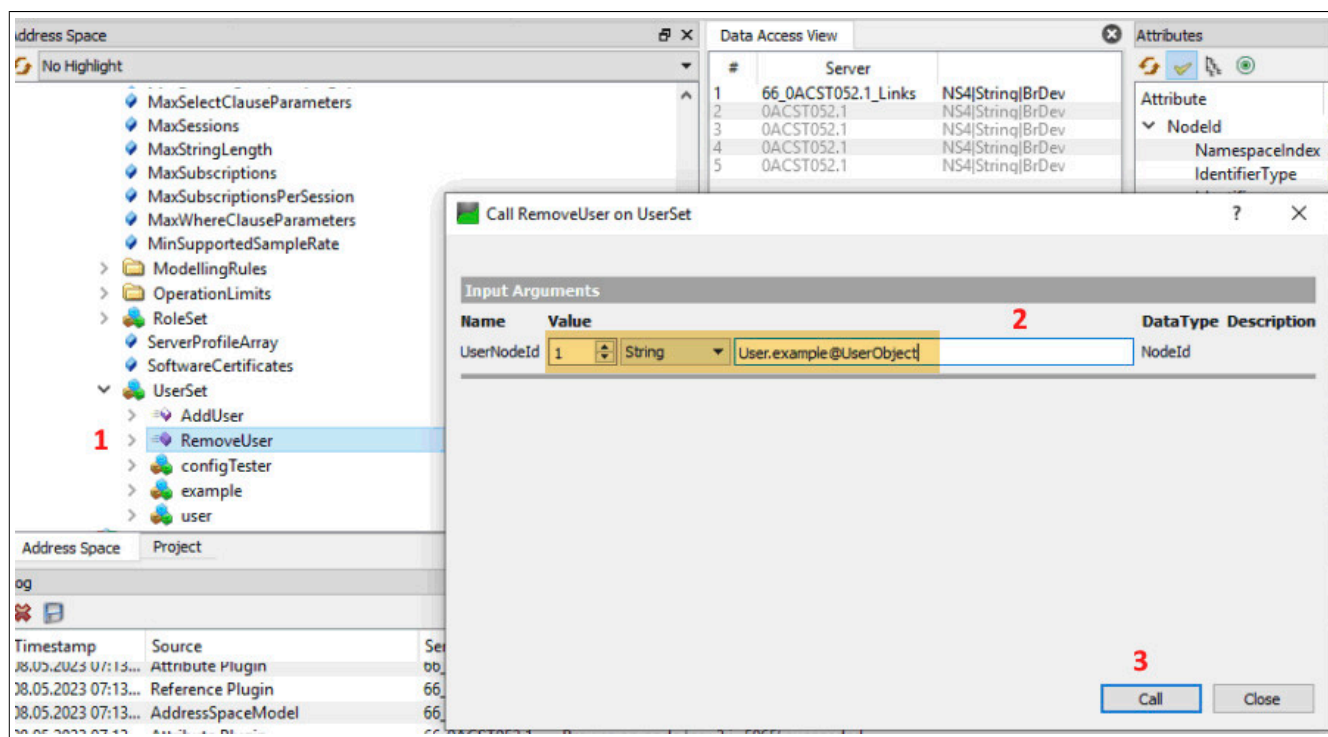 Address Space
No Highlight
MaxSelectClauseParameters
MaxSessions
MaxStringLength
MaxSubscriptions
MaxSubscriptionsPerSession
MaxWhereClauseParameters
MinSupportedSampleRate
ModellingRules
OperationLimits
RoleSet
ServerProfileArray
SoftwareCertificates
UserSet
AddUser
1 RemoveUser
configTester
example
user
Address Space Project
og
Timestamp Source Se
08.05.2023 07:13... Attribute Plugin 66_
08.05.2023 07:13... Reference Plugin 66_
08.05.2023 07:13... AddressSpaceModel 66_
Data Access View
# Server
1 66_0ACST052.1_Links NS4|String|BrDev
2 0ACST052.1 NS4|String|BrDev
3 0ACST052.1 NS4|String|BrDev
4 0ACST052.1 NS4|String|BrDev
5 0ACST052.1 NS4|String|BrDev
Attributes
Attribute
NodeId
NamespaceIndex
IdentifierType
Call RemoveUser on UserSet ?
Input Arguments
2
Name Value DataType Description
UserNodeId 1 String User.example@UserObject NodeId
3
Call Close